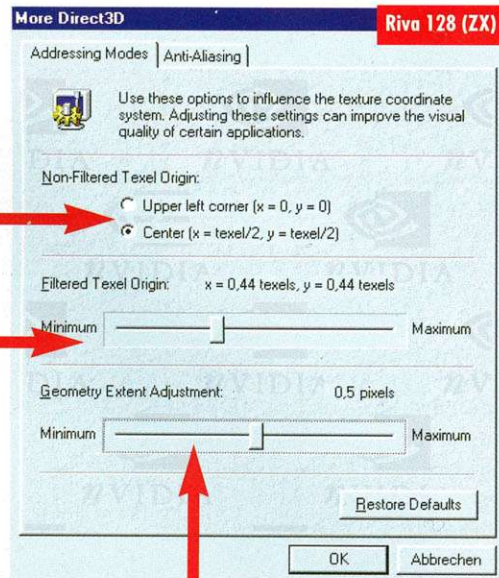 More Direct3D
Riva 128 (ZX)
Addressing Modes
Anti-Aliasing
Use these options to influence the texture coordinate
system. Adjusting these settings can improve the visual
quality of certain applications.
Non-Filtered Texel Origin:
Upper left corner (x = 0, y = 0)
Center (x = texel/2, y = texel/2)
Filtered Texel Origin: x = 0,44 texels, y = 0,44 texels
Minimum
Maximum
Geometry Extent Adjustment: 0,5 pixels
Minimum
Maximum
Restore Defaults
OK
Abbrechen